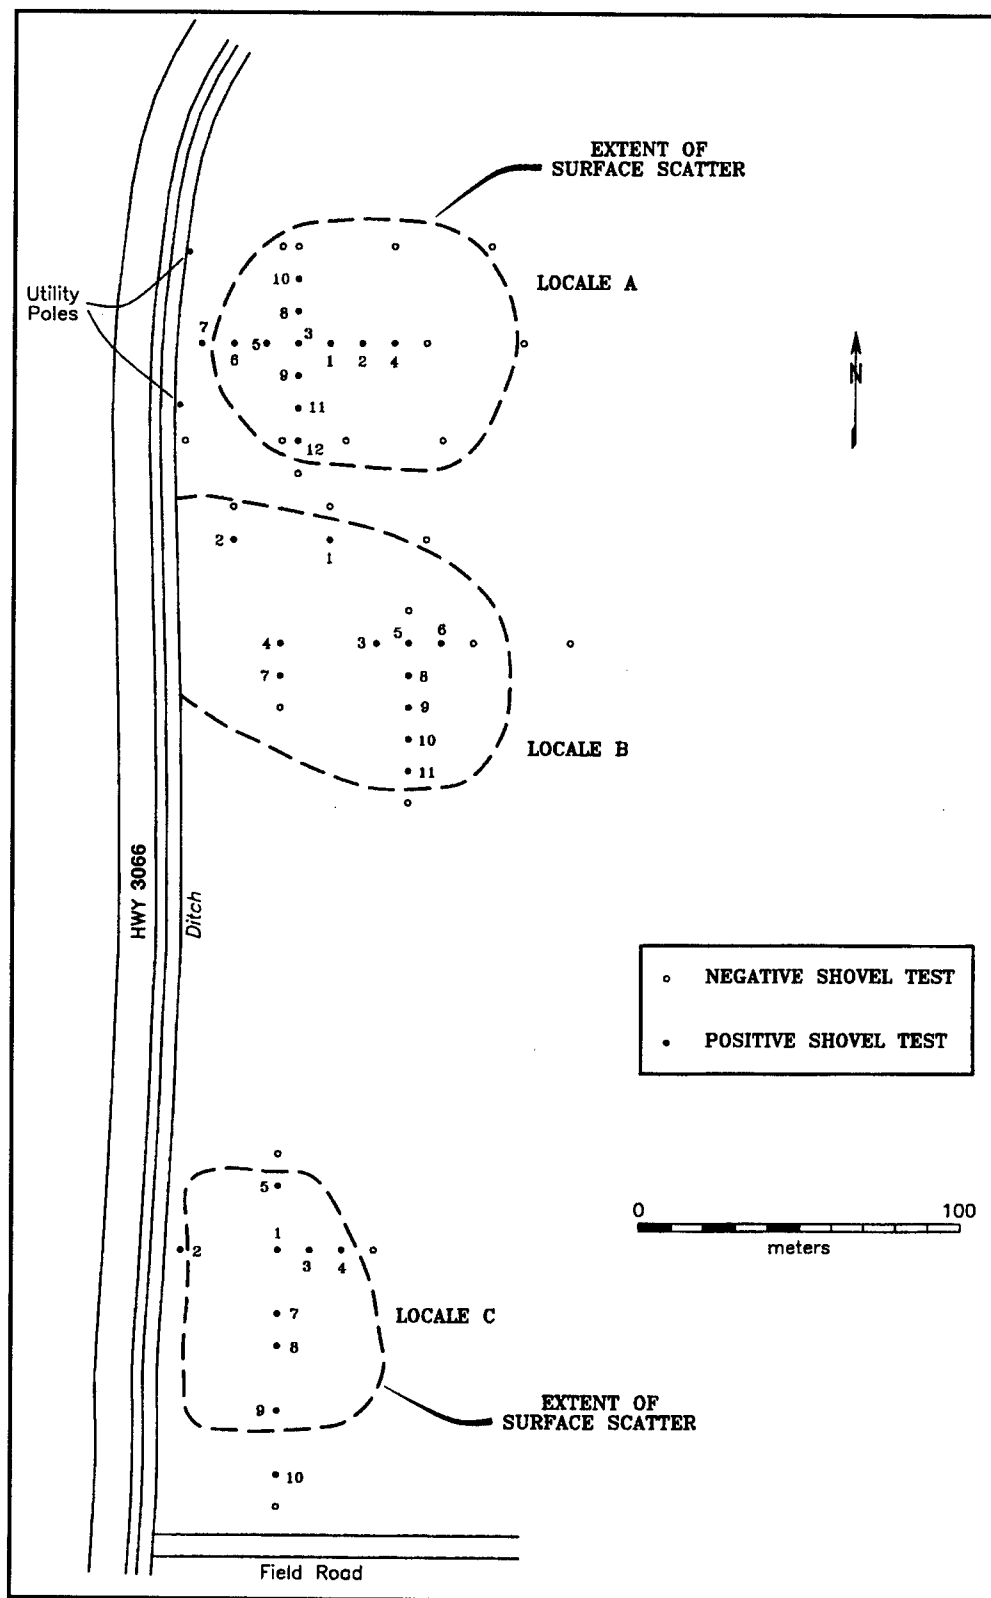 EXTENT OF
SURFACE SCATTER
LOCALE A
Utility
Poles
10
8
7
6
5
3
1
2
4
9
11
12
N
2
1
4
3
5
6
7
8
9
10
11
LOCALE B
HWY 3066
Ditch
NEGATIVE SHOVEL TEST
POSITIVE SHOVEL TEST
5
2
1
3
4
0 100
meters
7
8
LOCALE C
9
EXTENT OF
SURFACE SCATTER
10
Field Road